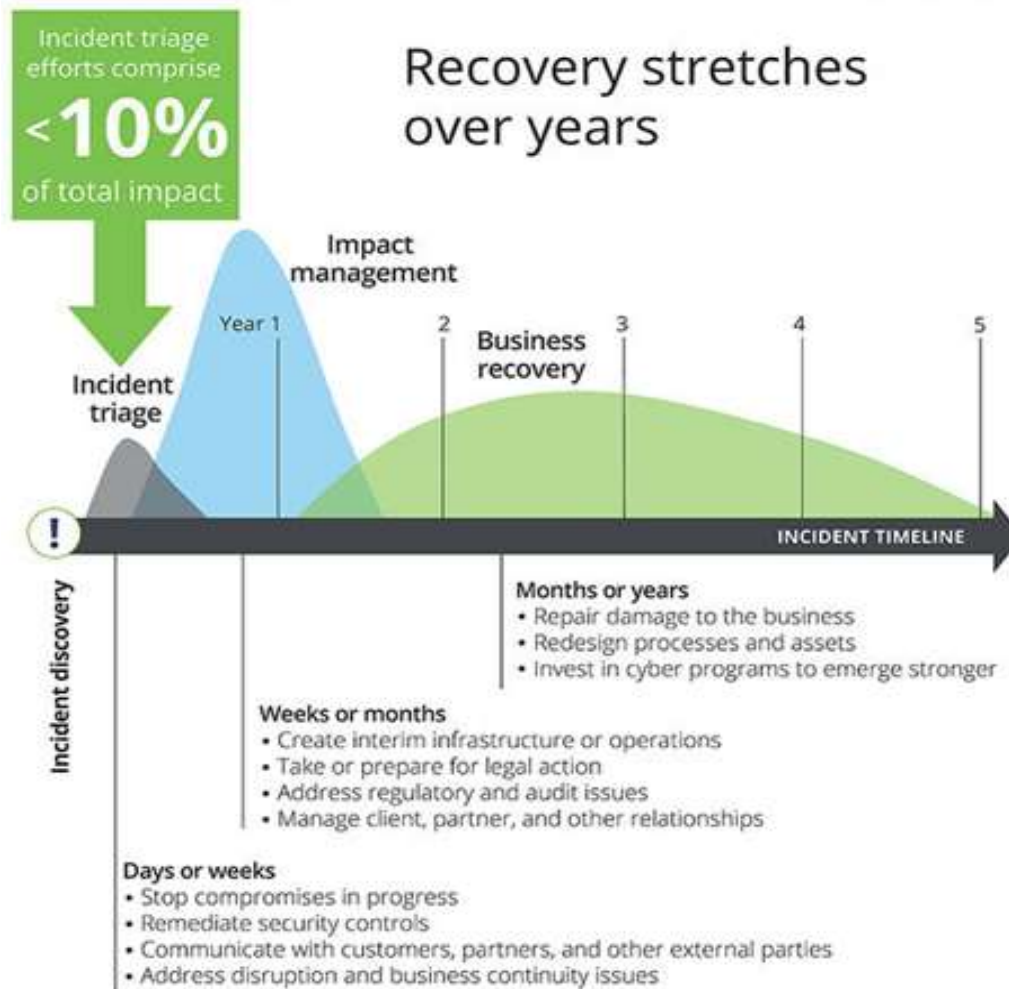 Incident triage
efforts comprise
<10%
of total impact
Recovery stretches
over years
Impact
management
Year 1
2
3
4
5
Business
recovery
Incident
triage
!
INCIDENT TIMELINE
Incident discovery
Months or years
• Repair damage to the business
• Redesign processes and assets
• Invest in cyber programs to emerge stronger
Weeks or months
• Create interim infrastructure or operations
• Take or prepare for legal action
• Address regulatory and audit issues
• Manage client, partner, and other relationships
Days or weeks
• Stop compromises in progress
• Remediate security controls
• Communicate with customers, partners, and other external parties
• Address disruption and business continuity issues